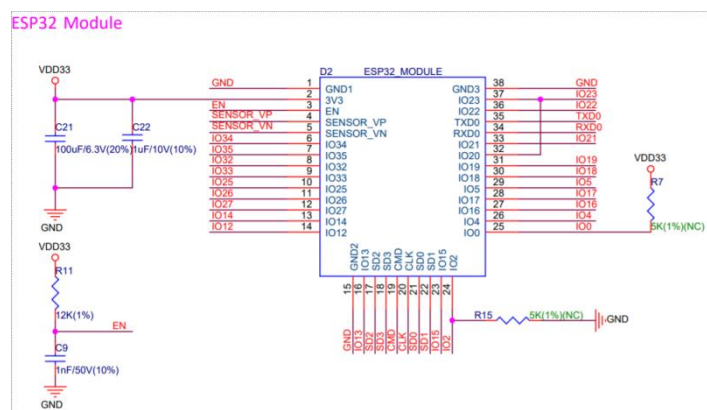 ESP32 Module
VDD33
C21
100uF/6.3V(20%)
C22
1uF/10V(10%)
GND
VDD33
R11
12K(1%)
EN
C9
1nF/50V(10%)
GND
D2 ESP32_MODULE
GND 1 GND1
2 3V3
EN 3 EN
SENSOR_VP 4 SENSOR_VP
SENSOR_VN 5 SENSOR_VN
IO34 6 IO34
IO35 7 IO35
IO32 8 IO32
IO33 9 IO33
IO25 10 IO25
IO26 11 IO26
IO27 12 IO27
IO14 13 IO14
IO12 14 IO12
GND3 38 GND
IO23 37 IO23
IO22 36 IO22
TXD0 35 TXD0
RXD0 34 RXD0
IO21 33 IO21
IO20 32
IO19 31 IO19
IO18 30 IO18
IO5 29 IO5
IO17 28 IO17
IO16 27 IO16
IO4 26 IO4
IO0 25 IO0
GND2 15 GND
IO13 16 IO13
SD2 17 SD2
SD3 18 SD3
CMD 19 CMD
CLK 20 CLK
SD0 21 SD0
SD1 22 SD1
IO15 23 IO15
IO2 24 IO2
VDD33
R7
5K(1%)(NC)
R15 5K(1%)(NC)
GND